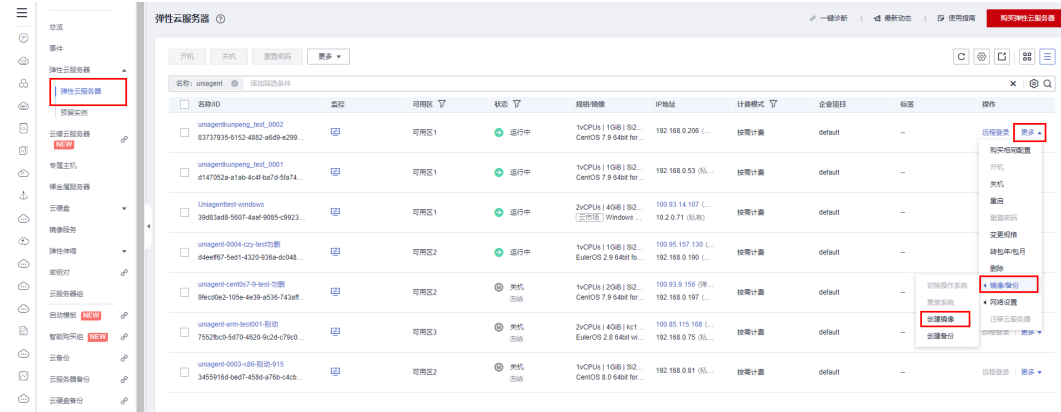 弹性云服务器
一键诊断 最新动态 使用指南 购买弹性云服务器
总览
事件
弹性云服务器
弹性云服务器
预留实例
云耀云服务器
NEW
专属主机
裸金属服务器
云硬盘
镜像服务
弹性伸缩
密钥对
云服务器组
启动模板 NEW
智能购买组 NEW
云备份
云服务器备份
云硬盘备份
开机 关机 重置密码 更多
名称: uniagent 添加筛选条件
名称/ID 监控 可用区 状态 规格/镜像 IP地址 计费模式 企业项目 标签 操作
uniagentkunpeng_test_0002
83737935-6152-4882-a6d9-e299...
可用区1 运行中
1vCPUs | 1GiB | Si2...
CentOS 7.9 64bit for...
192.168.0.206 (...
按需计费 default -- 远程登录 更多
uniagentkunpeng_test_0001
d147052a-a1ab-4c4f-ba7d-5fa74...
可用区1 运行中
1vCPUs | 1GiB | Si2...
CentOS 7.9 64bit for...
192.168.0.53 (私...
按需计费 default --
Uniagenttest-windows
39d83ad8-5607-4aaf-9085-c9923...
可用区1 运行中
2vCPUs | 4GiB | Si2...
云市场 Windows ...
100.93.14.107 (...
10.2.0.71 (私有)
按需计费 default --
uniagent-0004-czy-test勿删
d4eeff67-5ed1-4320-936a-dc048...
可用区2 运行中
1vCPUs | 1GiB | Si2...
EulerOS 2.9 64bit fo...
100.95.157.130 (...
192.168.0.190 (...
按需计费 default --
uniagent-cent0s7-9-test-勿删
9fecd0e2-105e-4e39-a536-743aff...
可用区2 关机
冻结
1vCPUs | 2GiB | Si2...
CentOS 7.9 64bit for...
100.93.9.156 (弹...
192.168.0.197 (...
按需计费
uniagent-arm-test001-别动
7552fbc0-5d70-4620-9c2d-c79c0...
可用区3 关机
冻结
2vCPUs | 4GiB | kc1...
EulerOS 2.8 64bit wi...
100.85.115.168 (...
192.168.0.75 (私...
按需计费 default 远程登录 更多
uniagent-0003-x86-别动-915
3455916d-bed7-458d-a76b-c4cb...
可用区2 关机
冻结
1vCPUs | 1GiB | Si2...
CentOS 8.0 64bit for...
192.168.0.81 (私...
按需计费 default -- 远程登录 更多
购买相同配置
开机
关机
重启
重置密码
变更规格
转包年/包月
删除
镜像/备份
网络设置
迁移云服务器
切换操作系统
重装系统
创建镜像
创建备份